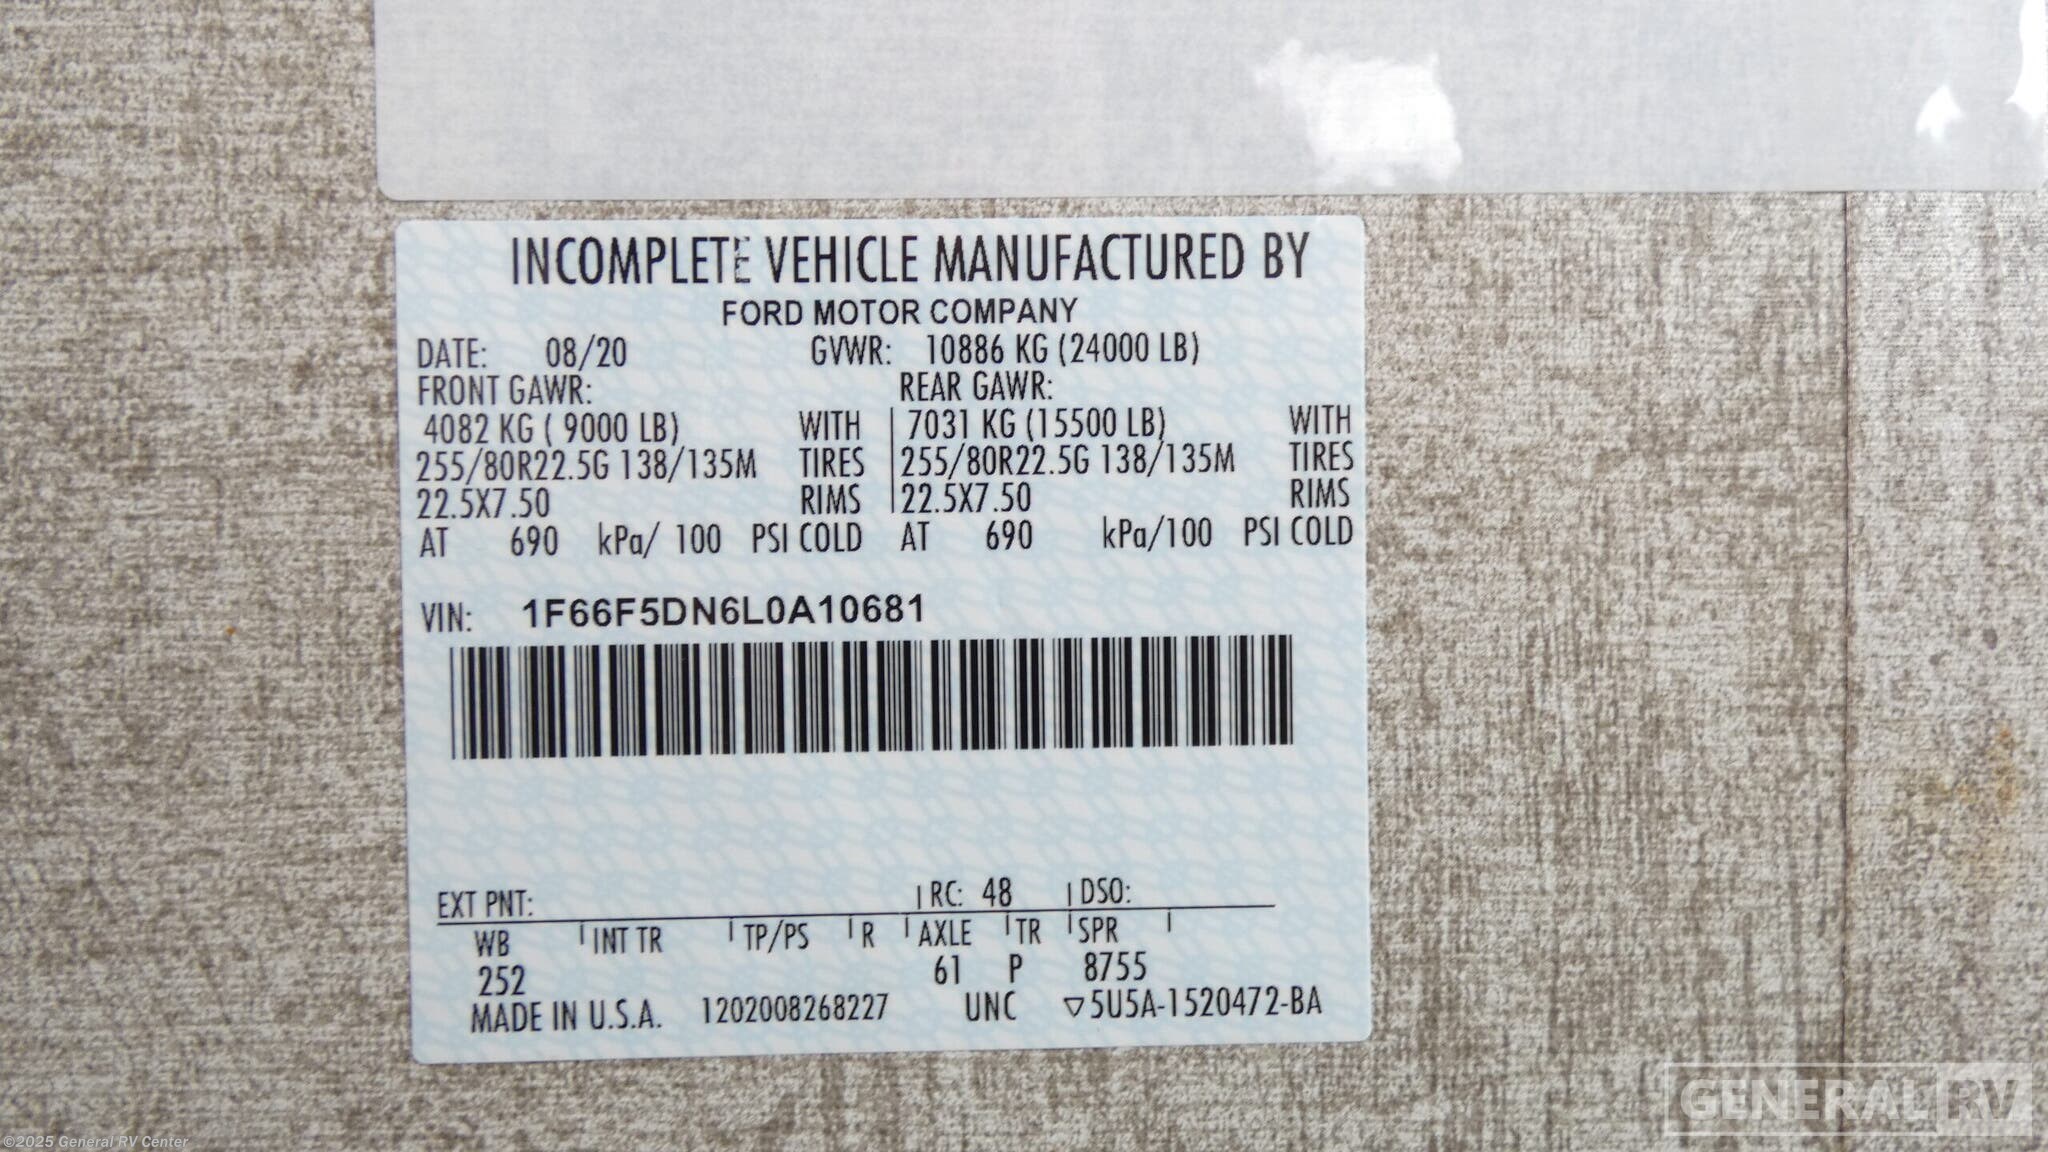 INCOMPLETE VEHICLE MANUFACTURED BY
FORD MOTOR COMPANY
DATE: 08/20 GVWR: 10886 KG (24000 LB)
FRONT GAWR: REAR GAWR:
4082 KG ( 9000 LB) WITH 7031 KG (15500 LB) WITH
255/80R22.5G 138/135M TIRES 255/80R22.5G 138/135M TIRES
22.5X7.50 RIMS 22.5X7.50 RIMS
AT 690 kPa/ 100 PSI COLD AT 690 kPa/100 PSI COLD
VIN: 1F66F5DN6L0A10681
EXT PNT: RC: 48 DSO:
WB INT TR TP/PS R AXLE TR SPR
252 61 P 8755
MADE IN U.S.A. 1202008268227 UNC ▽5U5A-1520472-BA
GENERAL RV
©2025 General RV Center